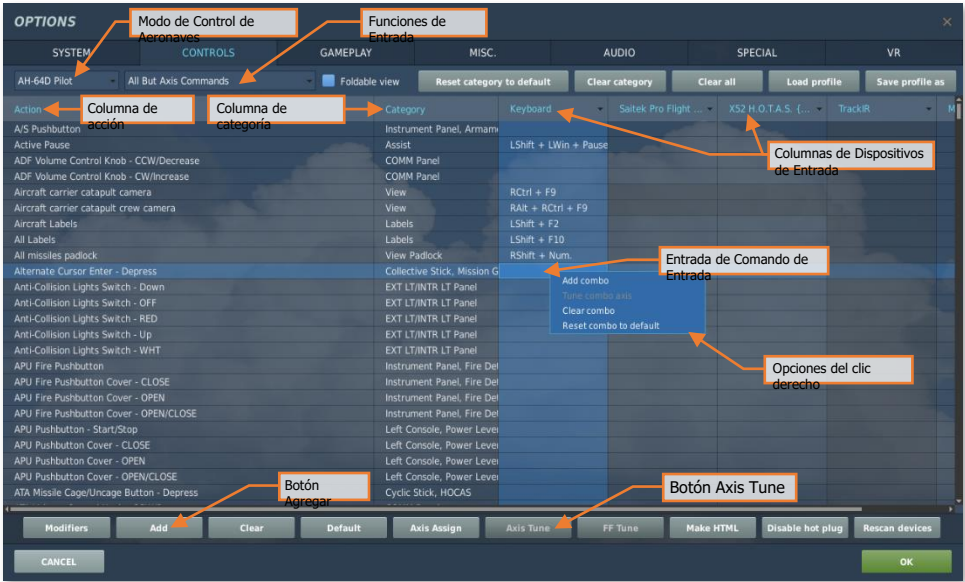 OPTIONS
Modo de Control de
Aeronaves
Funciones de
Entrada
SYSTEM CONTROLS GAMEPLAY MISC. AUDIO SPECIAL VR
AH-64D Pilot All But Axis Commands Foldable view Reset category to default Clear category Clear all Load profile Save profile as
Columna de
acción
Columna de
categoría
Action Category Keyboard Saitek Pro Flight ... X52 H.O.T.A.S. {... TrackIR M
A/S Pushbutton Instrument Panel, Armame
Active Pause Assist LShift + LWin + Pause
Columnas de Dispositivos
de Entrada
ADF Volume Control Knob - CCW/Decrease COMM Panel
ADF Volume Control Knob - CW/Increase COMM Panel
Aircraft carrier catapult camera View RCtrl + F9
Aircraft carrier catapult crew camera View RAlt + RCtrl + F9
Aircraft Labels Labels LShift + F2
All Labels Labels LShift + F10
All missiles padlock View Padlock RShift + Num.
Entrada de Comando de
Entrada
Alternate Cursor Enter - Depress Collective Stick, Mission G
Add combo
Tune combo axis
Clear combo
Reset combo to default
Anti-Collision Lights Switch - Down EXT LT/INTR LT Panel
Anti-Collision Lights Switch - OFF EXT LT/INTR LT Panel
Anti-Collision Lights Switch - RED EXT LT/INTR LT Panel
Anti-Collision Lights Switch - Up EXT LT/INTR LT Panel
Anti-Collision Lights Switch - WHT EXT LT/INTR LT Panel
Opciones del clic
derecho
APU Fire Pushbutton Instrument Panel, Fire Det
APU Fire Pushbutton Cover - CLOSE Instrument Panel, Fire Det
APU Fire Pushbutton Cover - OPEN Instrument Panel, Fire Det
APU Fire Pushbutton Cover - OPEN/CLOSE Instrument Panel, Fire Det
APU Pushbutton - Start/Stop Left Console, Power Lever
APU Pushbutton Cover - CLOSE Left Console, Power Lever
APU Pushbutton Cover - OPEN Left Console, Power Lever
APU Pushbutton Cover - OPEN/CLOSE Left Console, Power Lever
ATA Missile Cage/Uncage Button - Depress Cyclic Stick, HOCAS
Botón
Agregar
Botón Axis Tune
Modifiers Add Clear Default Axis Assign Axis Tune FF Tune Make HTML Disable hot plug Rescan devices
CANCEL OK